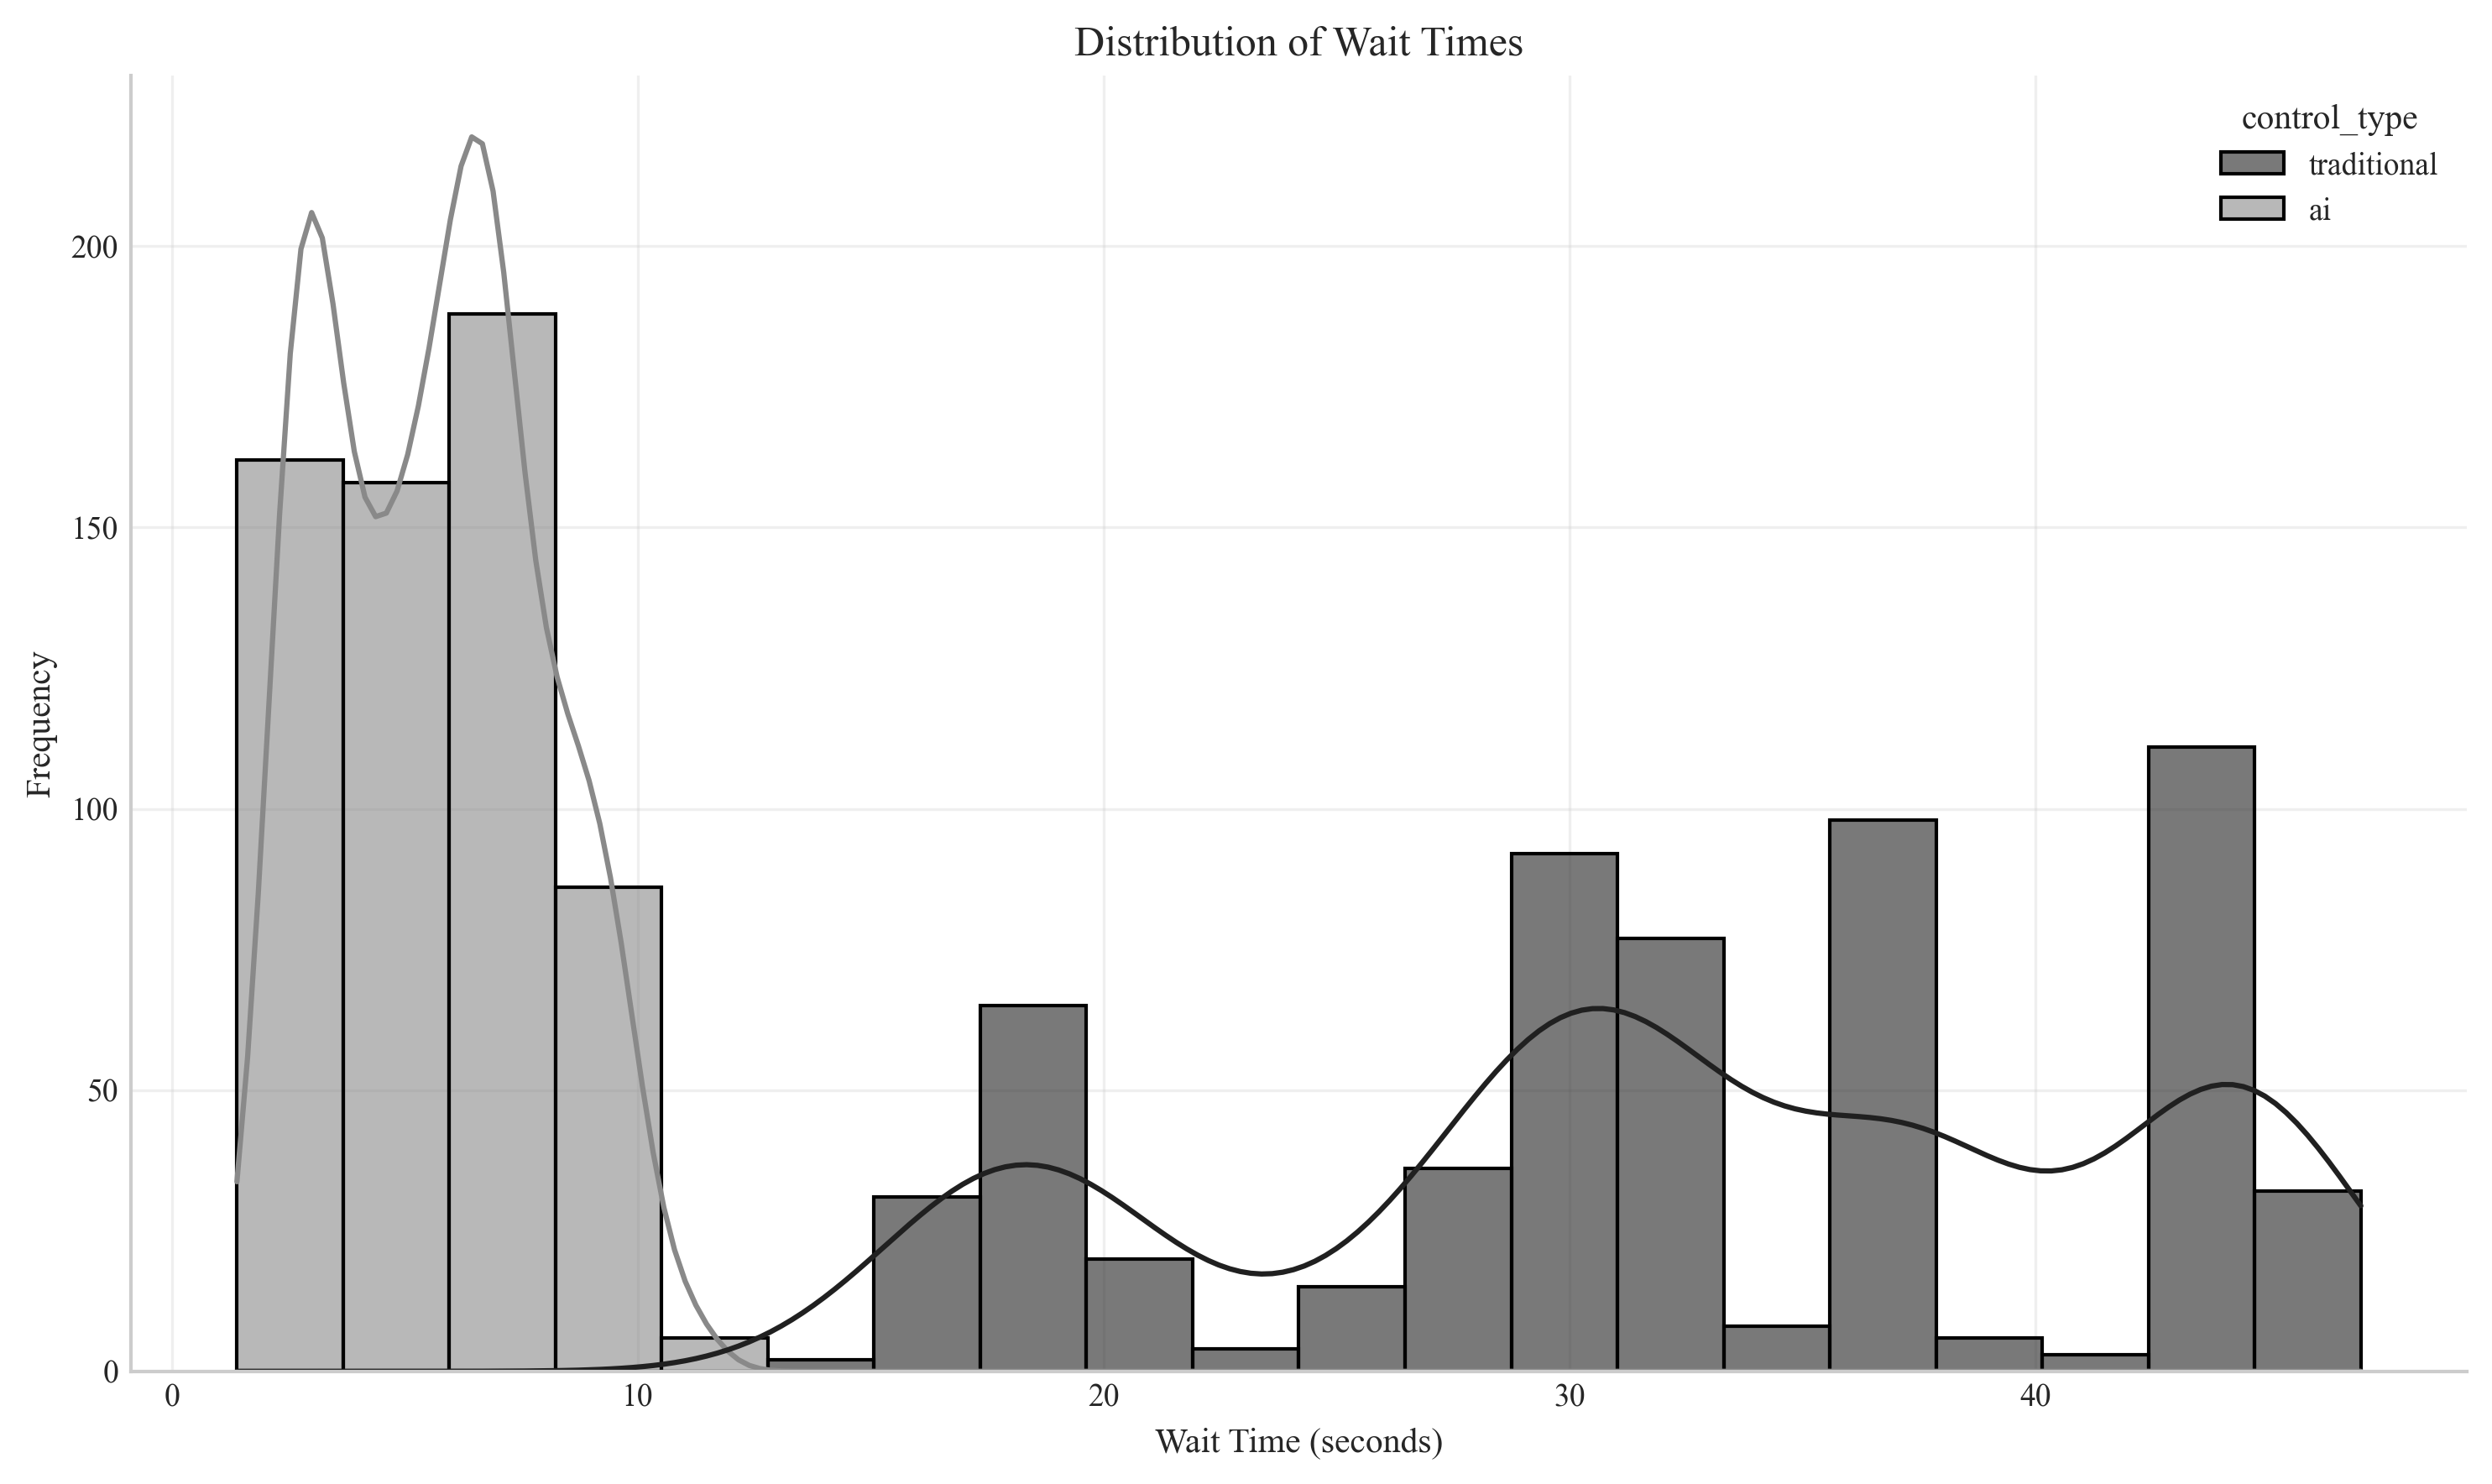 Distribution of Wait Times
control_type
traditional
ai
200
150
100
50
0
Frequency
0 10 20 30 40
Wait Time (seconds)